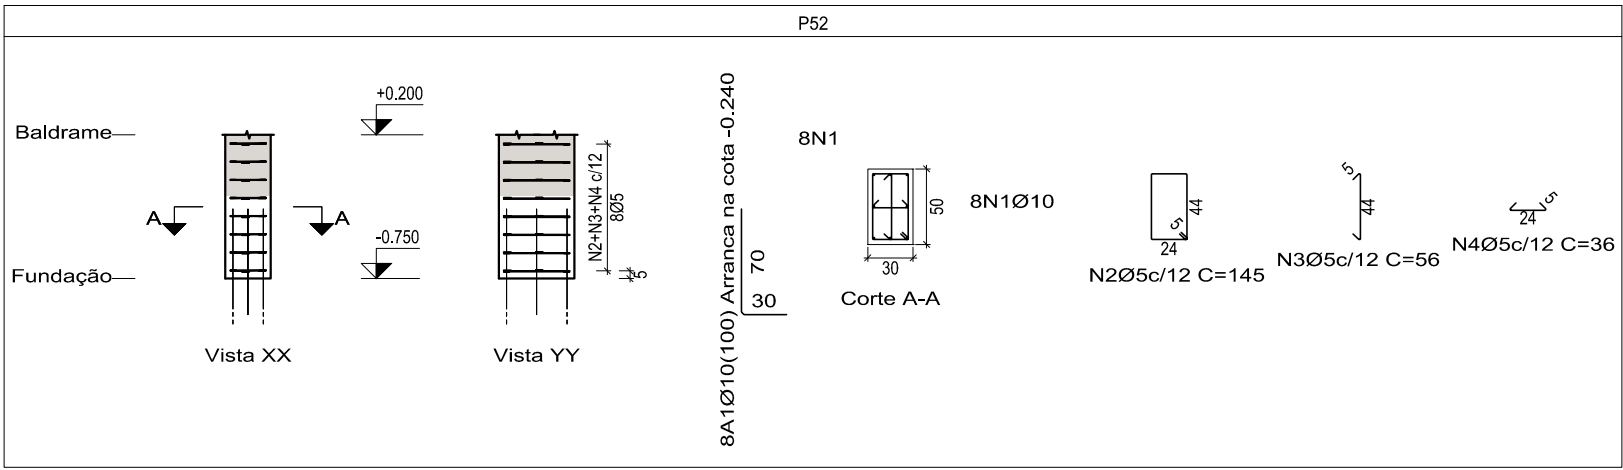 P52
Baldrame
Fundação
A
A
Vista XX
+0.200
-0.750
N2+N3+N4 c/12
8Ø5
5
Vista YY
8A1Ø10(100) Arranca na cota -0.240
70
30
8N1
50
30
8N1Ø10
Corte A-A
44
5
24
N2Ø5c/12 C=145
5
44
N3Ø5c/12 C=56
5
24
N4Ø5c/12 C=36